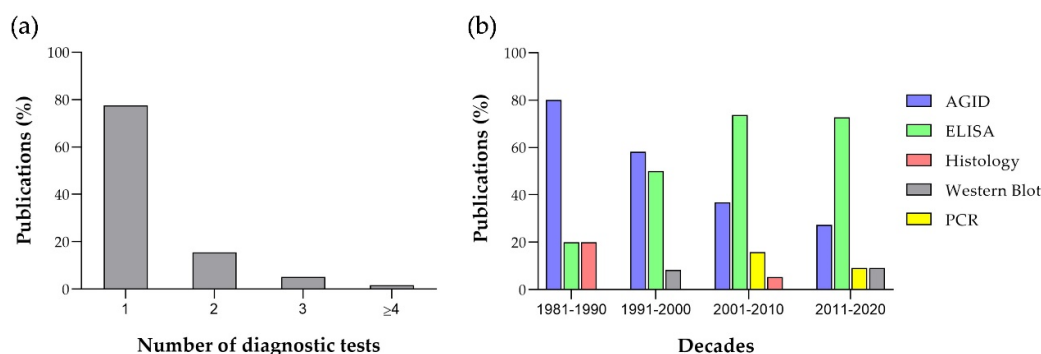 (a)
Publications (%)
100
80
60
40
20
0
1 2 3 ≥4
Number of diagnostic tests
(b)
Publications (%)
100
80
60
40
20
0
1981-1990 1991-2000 2001-2010 2011-2020
Decades
AGID
ELISA
Histology
Western Blot
PCR